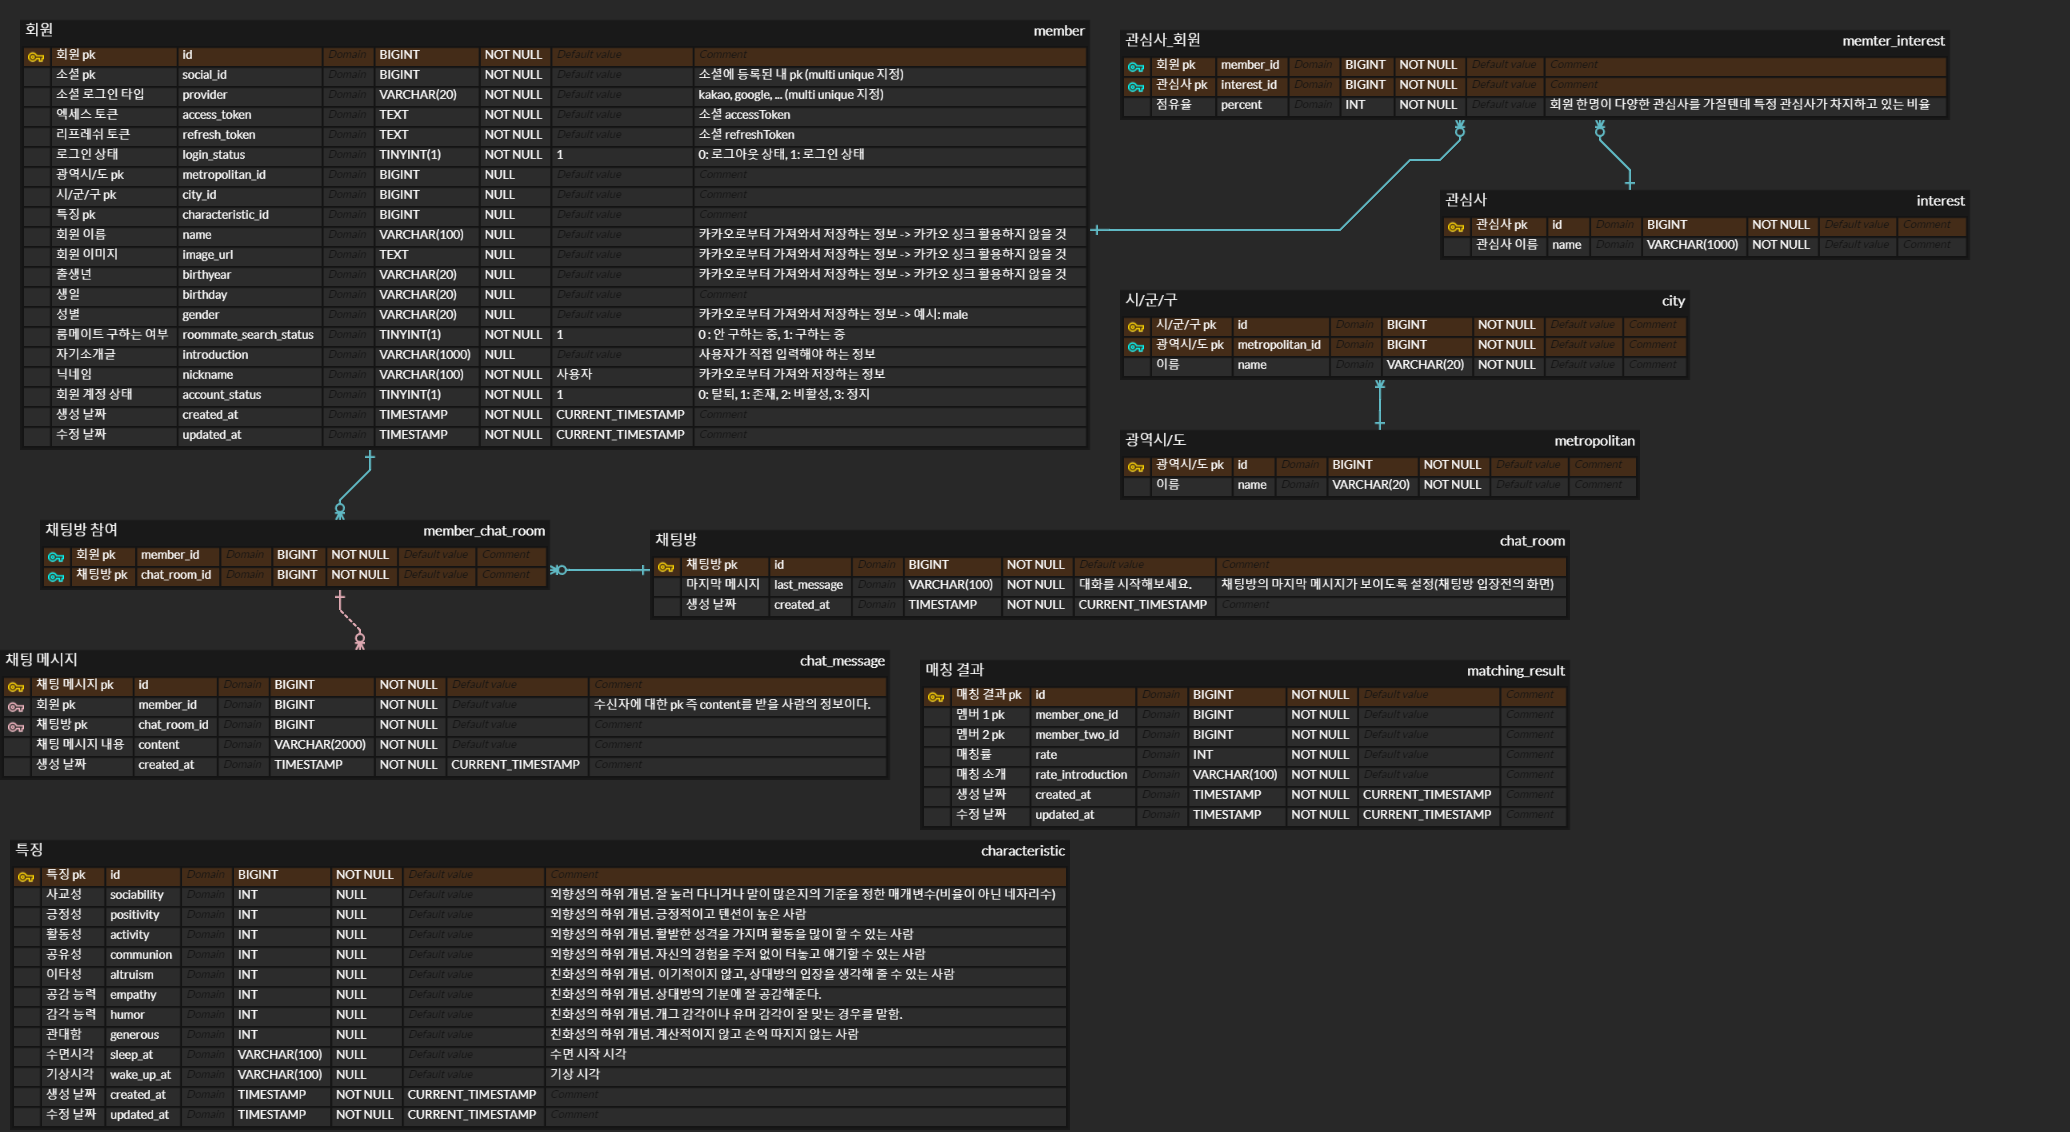 회원 member
회원 pk id Domain BIGINT NOT NULL Default value Comment
소셜 pk social_id Domain BIGINT NOT NULL Default value 소셜에 등록된 내 pk (multi unique 지정)
소셜 로그인 타입 provider Domain VARCHAR(20) NOT NULL Default value kakao, google, ... (multi unique 지정)
엑세스 토큰 access_token Domain TEXT NOT NULL Default value 소셜 accessToken
리프레쉬 토큰 refresh_token Domain TEXT NOT NULL Default value 소셜 refreshToken
로그인 상태 login_status Domain TINYINT(1) NOT NULL 1 0: 로그아웃 상태, 1: 로그인 상태
광역시/도 pk metropolitan_id Domain BIGINT NULL Default value Comment
시/군/구 pk city_id Domain BIGINT NULL Default value Comment
특징 pk characteristic_id Domain BIGINT NULL Default value Comment
회원 이름 name Domain VARCHAR(100) NULL Default value 카카오로부터 가져와서 저장하는 정보 -> 카카오 싱크 활용하지 않을 것
회원 이미지 image_url Domain TEXT NULL Default value 카카오로부터 가져와서 저장하는 정보 -> 카카오 싱크 활용하지 않을 것
출생년 birthyear Domain VARCHAR(20) NULL Default value 카카오로부터 가져와서 저장하는 정보 -> 카카오 싱크 활용하지 않을 것
생일 birthday Domain VARCHAR(20) NULL Default value Comment
성별 gender Domain VARCHAR(20) NULL Default value 카카오로부터 가져와서 저장하는 정보 -> 예시: male
룸메이트 구하는 여부 roommate_search_status Domain TINYINT(1) NOT NULL 1 0 : 안 구하는 중, 1: 구하는 중
자기소개글 introduction Domain VARCHAR(1000) NULL Default value 사용자가 직접 입력해야 하는 정보
닉네임 nickname Domain VARCHAR(100) NOT NULL 사용자 카카오로부터 가져와 저장하는 정보
회원 계정 상태 account_status Domain TINYINT(1) NOT NULL 1 0: 탈퇴, 1: 존재, 2: 비활성, 3: 정지
생성 날짜 created_at Domain TIMESTAMP NOT NULL CURRENT_TIMESTAMP Comment
수정 날짜 updated_at Domain TIMESTAMP NOT NULL CURRENT_TIMESTAMP Comment
관심사_회원 memter_interest
회원 pk member_id Domain BIGINT NOT NULL Default value Comment
관심사 pk interest_id Domain BIGINT NOT NULL Default value Comment
점유율 percent Domain INT NOT NULL Default value 회원 한명이 다양한 관심사를 가질텐데 특정 관심사가 차지하고 있는 비율
관심사 interest
관심사 pk id Domain BIGINT NOT NULL Default value Comment
관심사 이름 name Domain VARCHAR(1000) NOT NULL Default value Comment
시/군/구 city
시/군/구 pk id Domain BIGINT NOT NULL Default value Comment
광역시/도 pk metropolitan_id Domain BIGINT NOT NULL Default value Comment
이름 name Domain VARCHAR(20) NOT NULL Default value Comment
광역시/도 metropolitan
광역시/도 pk id Domain BIGINT NOT NULL Default value Comment
이름 name Domain VARCHAR(20) NOT NULL Default value Comment
채팅방 참여 member_chat_room
회원 pk member_id Domain BIGINT NOT NULL Default value Comment
채팅방 pk chat_room_id Domain BIGINT NOT NULL Default value Comment
채팅방 chat_room
채팅방 pk id Domain BIGINT NOT NULL Default value Comment
마지막 메시지 last_message Domain VARCHAR(100) NOT NULL 대화를 시작해보세요. 채팅방의 마지막 메시지가 보이도록 설정(채팅방 입장전의 화면)
생성 날짜 created_at Domain TIMESTAMP NOT NULL CURRENT_TIMESTAMP Comment
채팅 메시지 chat_message
채팅 메시지 pk id Domain BIGINT NOT NULL Default value Comment
회원 pk member_id Domain BIGINT NOT NULL Default value 수신자에 대한 pk 즉 content를 받을 사람의 정보이다.
채팅방 pk chat_room_id Domain BIGINT NOT NULL Default value Comment
채팅 메시지 내용 content Domain VARCHAR(2000) NOT NULL Default value Comment
생성 날짜 created_at Domain TIMESTAMP NOT NULL CURRENT_TIMESTAMP Comment
매칭 결과 matching_result
매칭 결과 pk id Domain BIGINT NOT NULL Default value Comment
멤버 1 pk member_one_id Domain BIGINT NOT NULL Default value Comment
멤버 2 pk member_two_id Domain BIGINT NOT NULL Default value Comment
매칭률 rate Domain INT NOT NULL Default value Comment
매칭 소개 rate_introduction Domain VARCHAR(100) NOT NULL Default value Comment
생성 날짜 created_at Domain TIMESTAMP NOT NULL CURRENT_TIMESTAMP Comment
수정 날짜 updated_at Domain TIMESTAMP NOT NULL CURRENT_TIMESTAMP Comment
특징 characteristic
특징 pk id Domain BIGINT NOT NULL Default value Comment
사교성 sociability Domain INT NULL Default value 외향성의 하위 개념. 잘 놀러 다니거나 말이 많은지의 기준을 정한 매개변수(비율이 아닌 네자리수)
긍정성 positivity Domain INT NULL Default value 외향성의 하위 개념. 긍정적이고 텐션이 높은 사람
활동성 activity Domain INT NULL Default value 외향성의 하위 개념. 활발한 성격을 가지며 활동을 많이 할 수 있는 사람
공유성 communion Domain INT NULL Default value 외향성의 하위 개념. 자신의 경험을 주저 없이 터놓고 얘기할 수 있는 사람
이타성 altruism Domain INT NULL Default value 친화성의 하위 개념. 이기적이지 않고, 상대방의 입장을 생각해 줄 수 있는 사람
공감 능력 empathy Domain INT NULL Default value 친화성의 하위 개념. 상대방의 기분에 잘 공감해준다.
감각 능력 humor Domain INT NULL Default value 친화성의 하위 개념. 개그 감각이나 유머 감각이 잘 맞는 경우를 말함.
관대함 generous Domain INT NULL Default value 친화성의 하위 개념. 계산적이지 않고 손익 따지지 않는 사람
수면시각 sleep_at Domain VARCHAR(100) NULL Default value 수면 시작 시각
기상시각 wake_up_at Domain VARCHAR(100) NULL Default value 기상 시각
생성 날짜 created_at Domain TIMESTAMP NOT NULL CURRENT_TIMESTAMP Comment
수정 날짜 updated_at Domain TIMESTAMP NOT NULL CURRENT_TIMESTAMP Comment